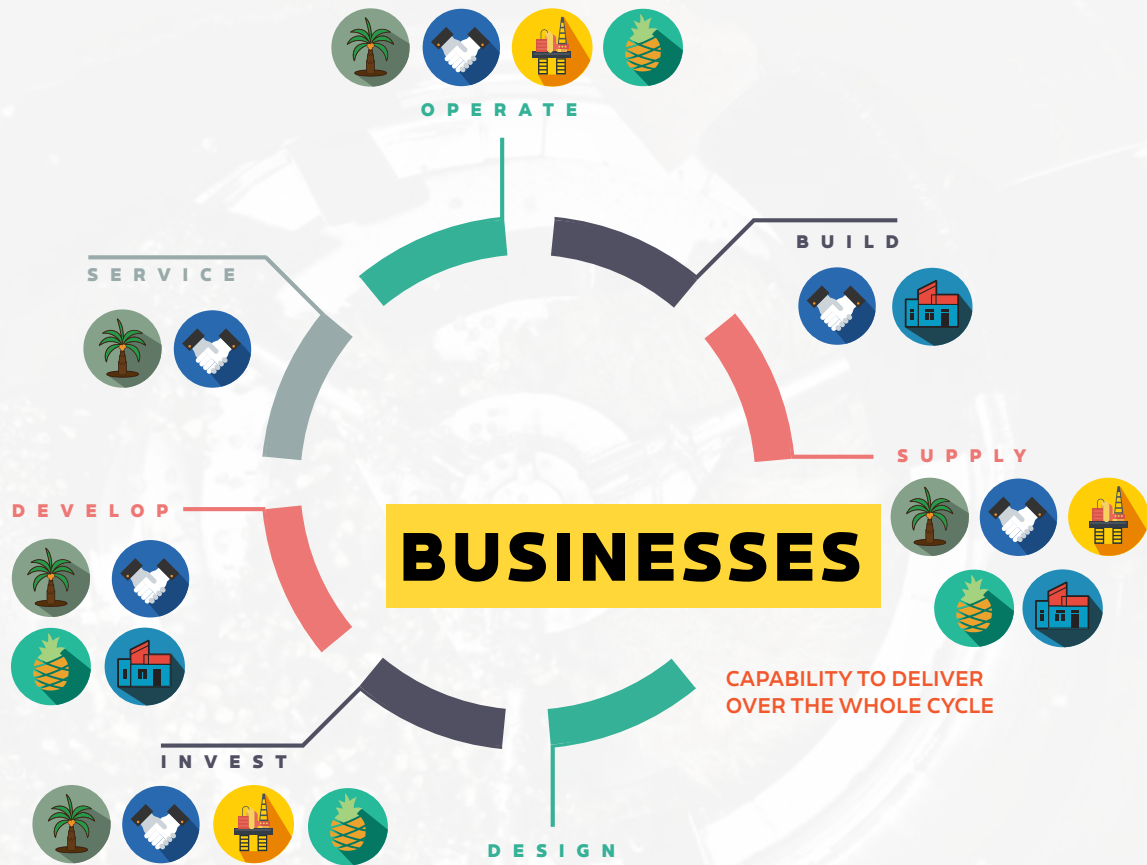 OPERATE
BUILD
SERVICE
SUPPLY
DEVELOP
BUSINESSES
CAPABILITY TO DELIVER
OVER THE WHOLE CYCLE
INVEST
DESIGN